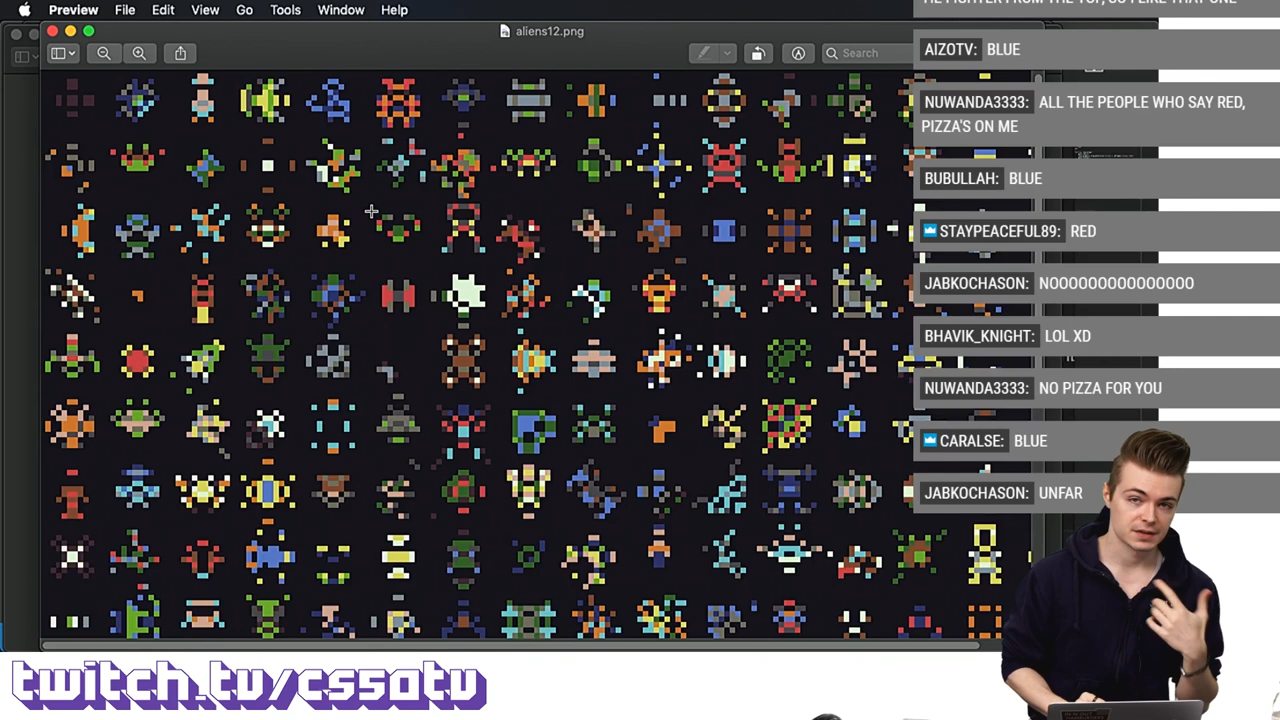 Preview File Edit View Go Tools Window Help
aliens12.png
Search
AIZOTV: BLUE
NUWANDA3333: ALL THE PEOPLE WHO SAY RED,
PIZZA'S ON ME
BUBULLAH: BLUE
STAYPEACEFUL89: RED
JABKOCHASON: NOOOOOOOOOOOOOOO
BHAVIK_KNIGHT: LOL XD
NUWANDA3333: NO PIZZA FOR YOU
CARALSE: BLUE
JABKOCHASON: UNFAR
twitch.tv/cssatv